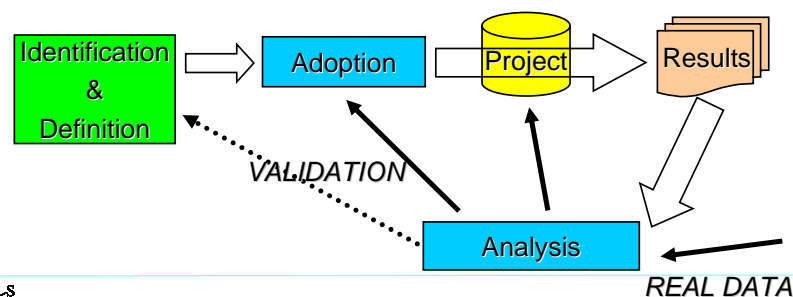 Identification
&
Definition
Adoption
Project
Results
VALIDATION
Analysis
REAL DATA